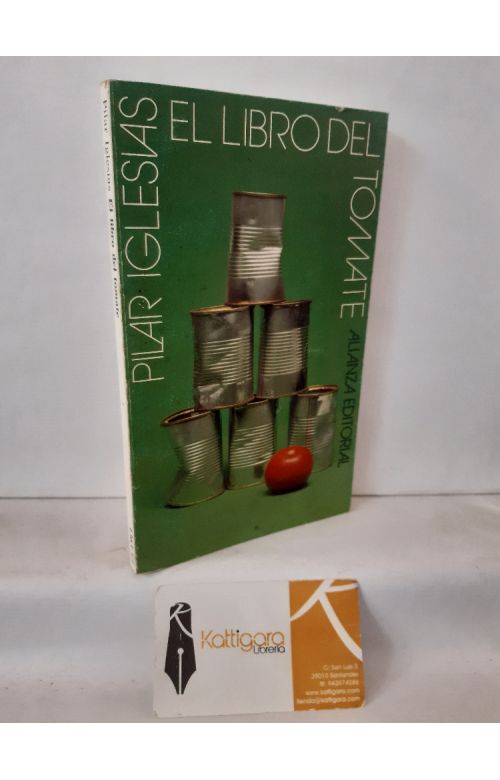 PILAR IGLESIAS
EL LIBRO DEL
TOMATE
ALIANZA EDITORIAL
Pilar Iglesias El libro del tomate
Kattigara
Librería
C/ San Luis 5
39010 Santander
www.kattigara.com
tienda@kattigara.com